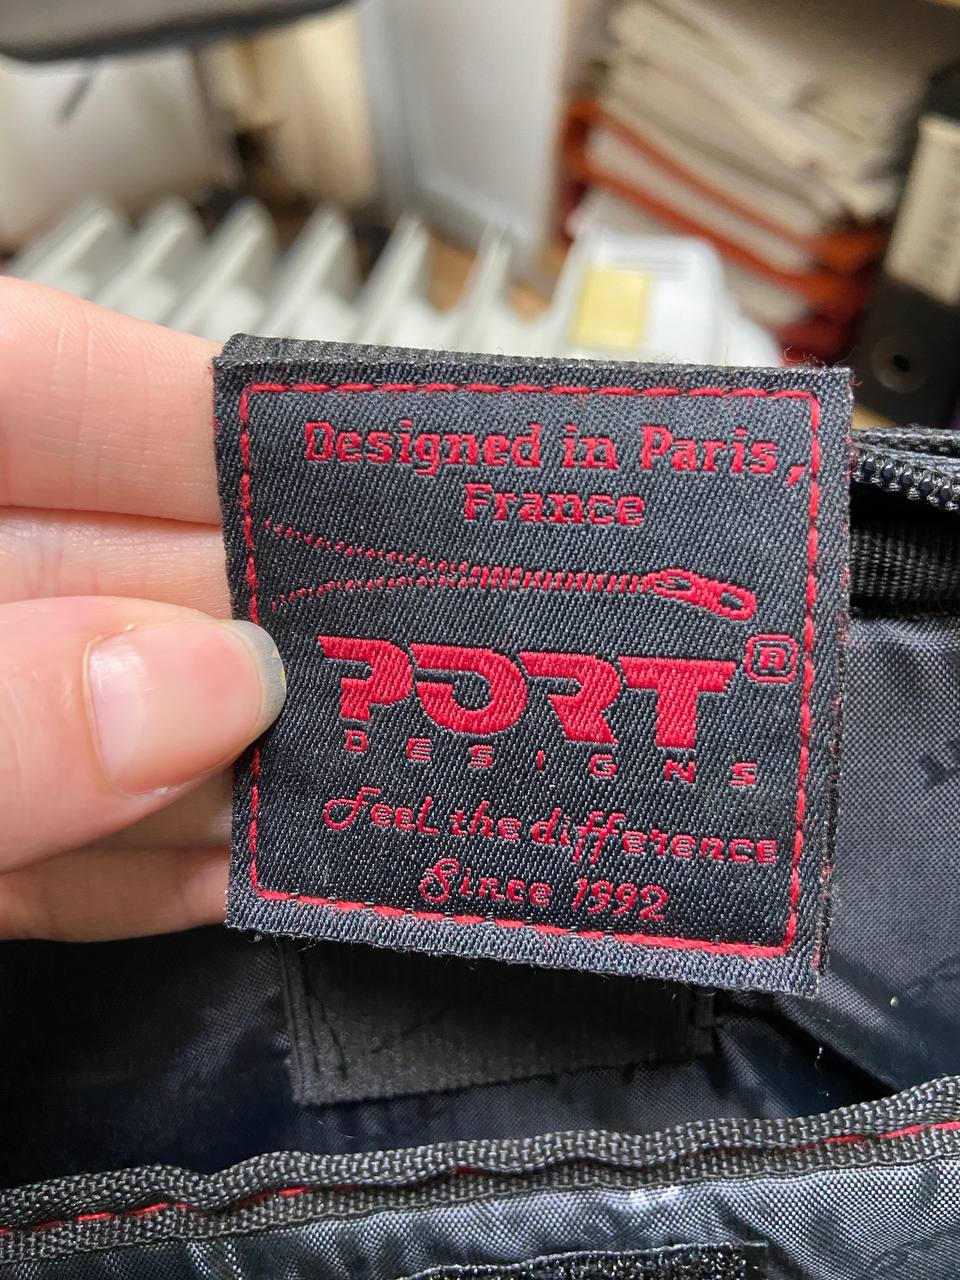 Designed in Paris,
France
PORT®
DESIGNS
Feel the difference
Since 1992